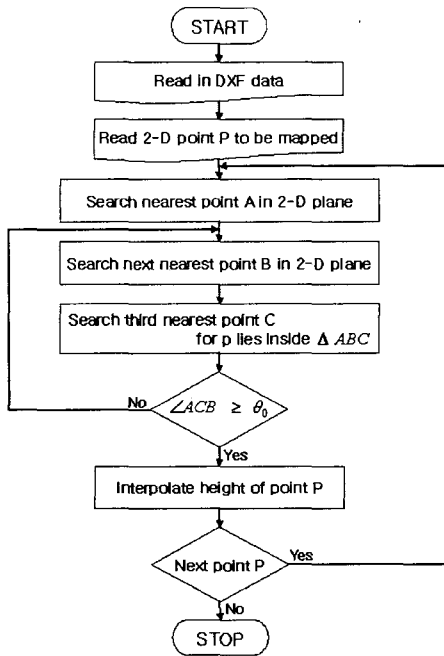 START
Read in DXF data
Read 2-D point P to be mapped
Search nearest point A in 2-D plane
Search next nearest point B in 2-D plane
Search third nearest point C
for p lies inside Δ ABC
No
∠ACB ≥ θ₀
Yes
Interpolate height of point P
Next point P
Yes
No
STOP